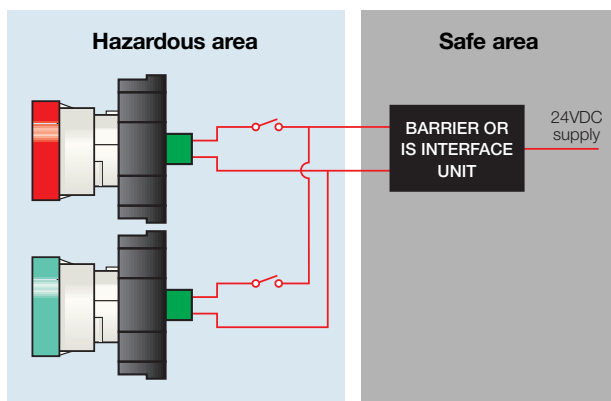 Hazardous area
Safe area
BARRIER OR
IS INTERFACE
UNIT
24VDC
supply